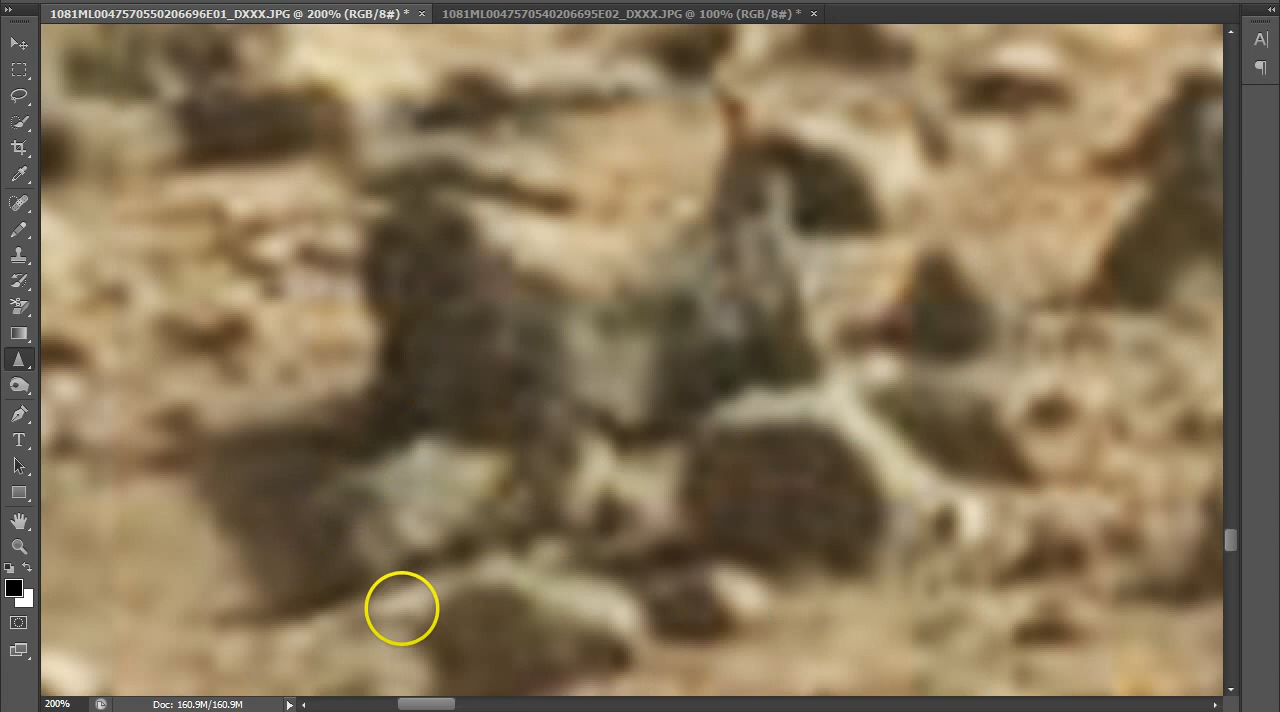 1081ML0047570550206696E01_DXXX.JPG @ 200% (RGB/8#) * ×
1081ML0047570540206695E02_DXXX.JPG @ 100% (RGB/8#) * ×
A
T
200%
Doc: 160.9M/160.9M